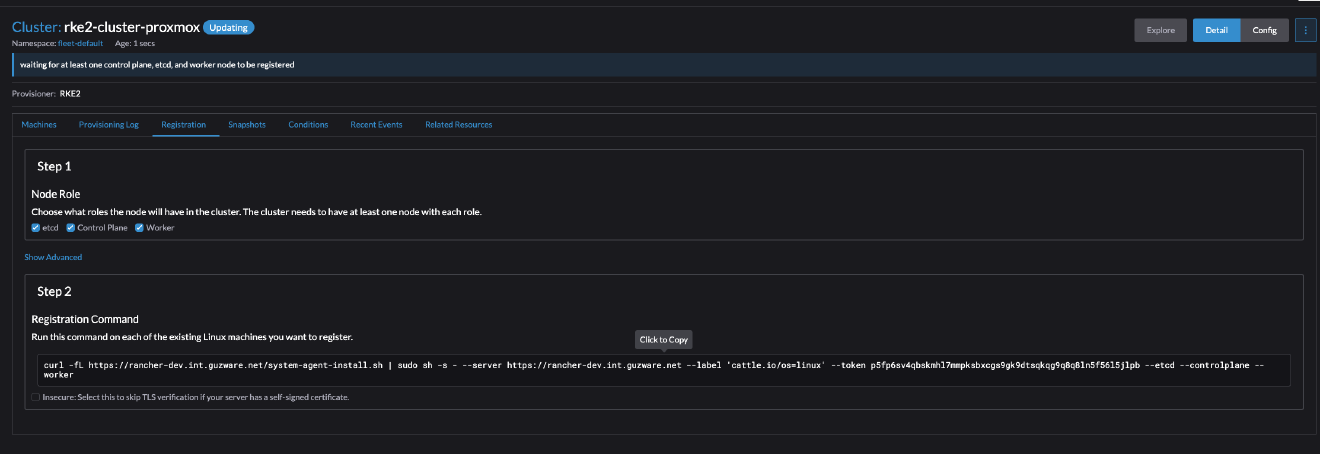 Cluster: rke2-cluster-proxmox Updating
Explore Detail Config
Namespace: fleet-default Age: 1 secs
waiting for at least one control plane, etcd, and worker node to be registered
Provisioner: RKE2
Machines Provisioning Log Registration Snapshots Conditions Recent Events Related Resources
Step 1
Node Role
Choose what roles the node will have in the cluster. The cluster needs to have at least one node with each role.
etcd Control Plane Worker
Show Advanced
Step 2
Registration Command
Run this command on each of the existing Linux machines you want to register.
Click to Copy
curl -fL https://rancher-dev.int.guzware.net/system-agent-install.sh | sudo sh -s - --server https://rancher-dev.int.guzware.net --label 'cattle.io/os=linux' --token p5fp6sv4qbskmhl7mmpksbxcgs9gk9dtsqkqg9q8q8ln5f56l5jlpb --etcd --controlplane --
worker
Insecure: Select this to skip TLS verification if your server has a self-signed certificate.